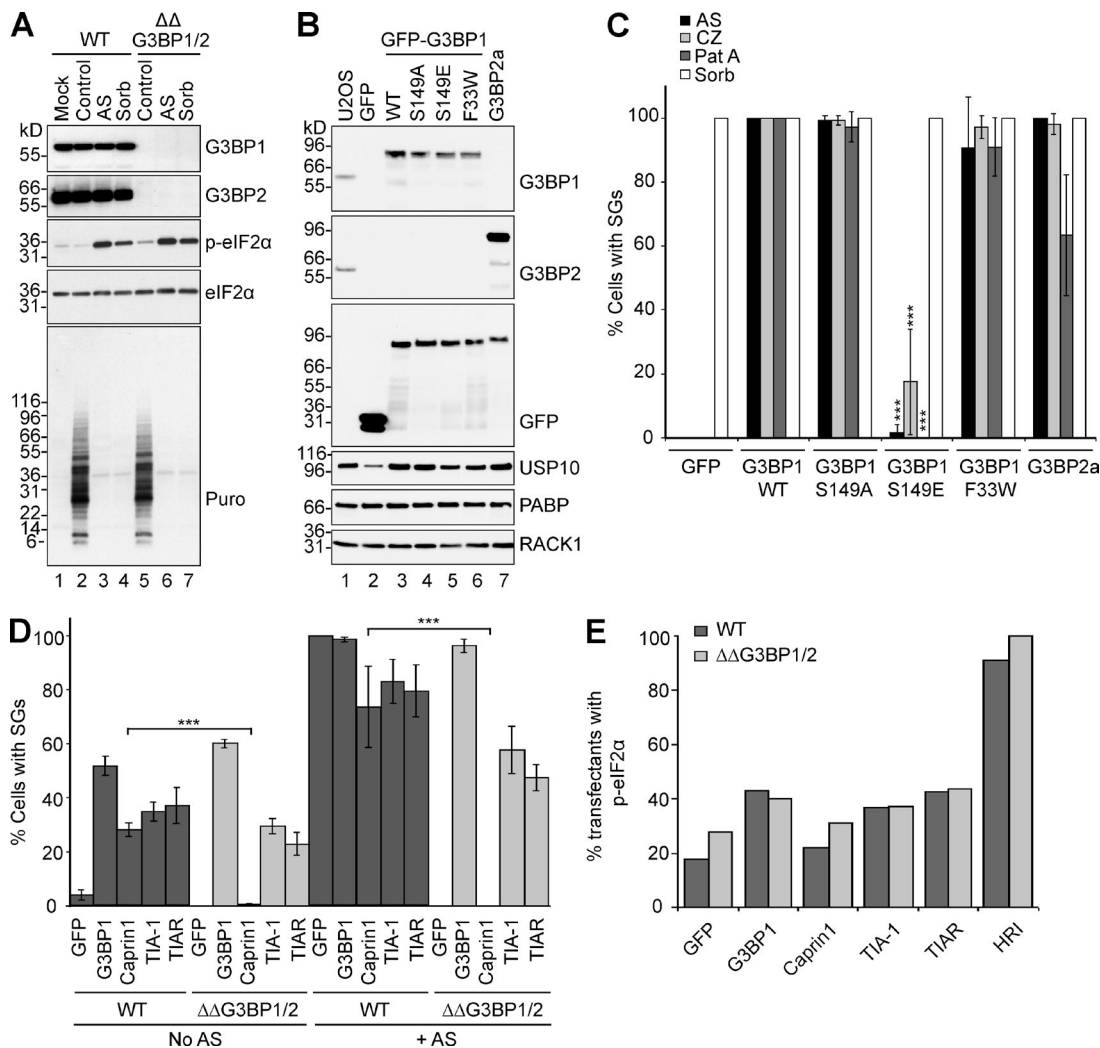 A
WT
ΔΔ
G3BP1/2
Mock
Control
AS
Sorb
Control
AS
Sorb
kD
55-
G3BP1
66-
55-
G3BP2
36-
31-
p-eIF2α
36-
31-
eIF2α
116-
96-
66-
55-
36-
31-
22-
14-
6-
Puro
1 2 3 4 5 6 7
B
GFP-G3BP1
U2OS
GFP
WT
S149A
S149E
F33W
G3BP2a
kD
96-
66-
55-
G3BP1
96-
66-
55-
G3BP2
96-
66-
55-
36-
31-
GFP
116-
96-
USP10
66-
PABP
36-
31-
RACK1
1 2 3 4 5 6 7
C
AS
CZ
Pat A
Sorb
% Cells with SGs
100
80
60
40
20
0
***
***
***
GFP
G3BP1
WT
G3BP1
S149A
G3BP1
S149E
G3BP1
F33W
G3BP2a
D
% Cells with SGs
100
80
60
40
20
0
***
***
GFP
G3BP1
Caprin1
TIA-1
TIAR
GFP
G3BP1
Caprin1
TIA-1
TIAR
GFP
G3BP1
Caprin1
TIA-1
TIAR
GFP
G3BP1
Caprin1
TIA-1
TIAR
WT
ΔΔG3BP1/2
WT
ΔΔG3BP1/2
No AS
+ AS
E
WT
ΔΔG3BP1/2
% transfectants with
p-eIF2α
100
80
60
40
20
0
GFP
G3BP1
Caprin1
TIA-1
TIAR
HRI